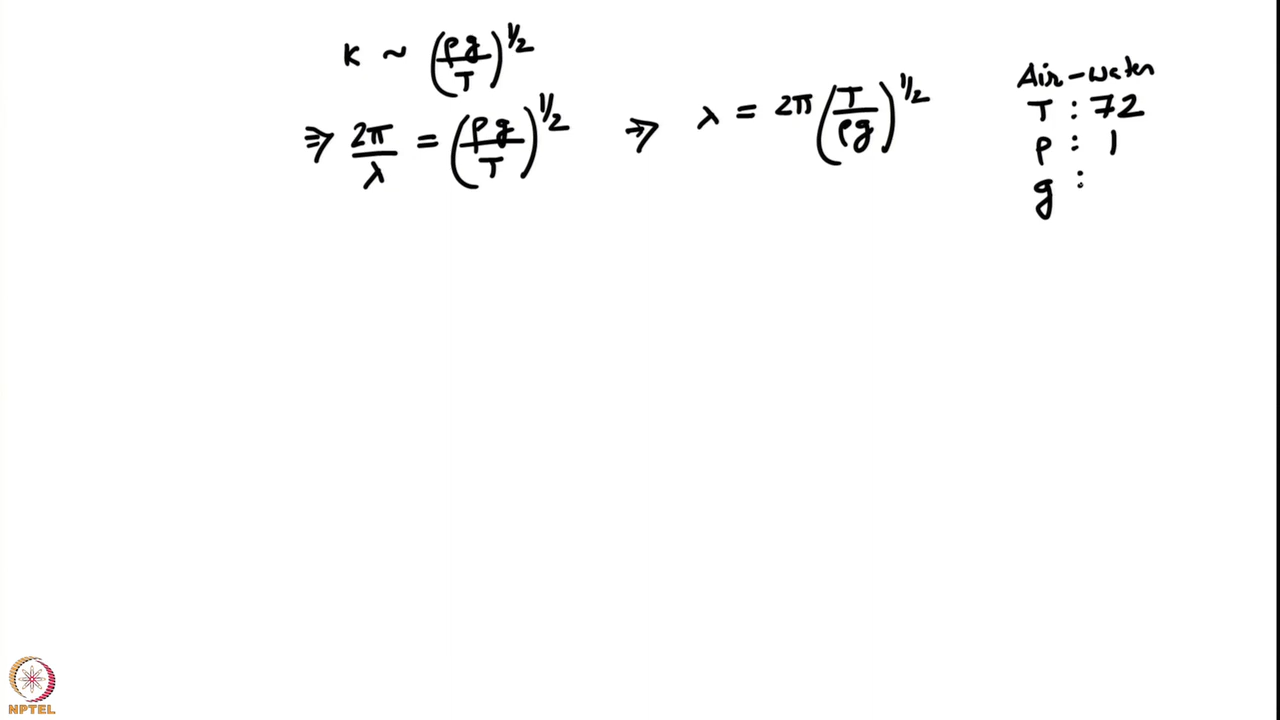 κ ~ (ρg/T)^1/2
⇒ 2π/λ = (ρg/T)^1/2 ⇒ λ = 2π (T/ρg)^1/2
Air-water
T : 72
ρ : 1
g :
NPTEL